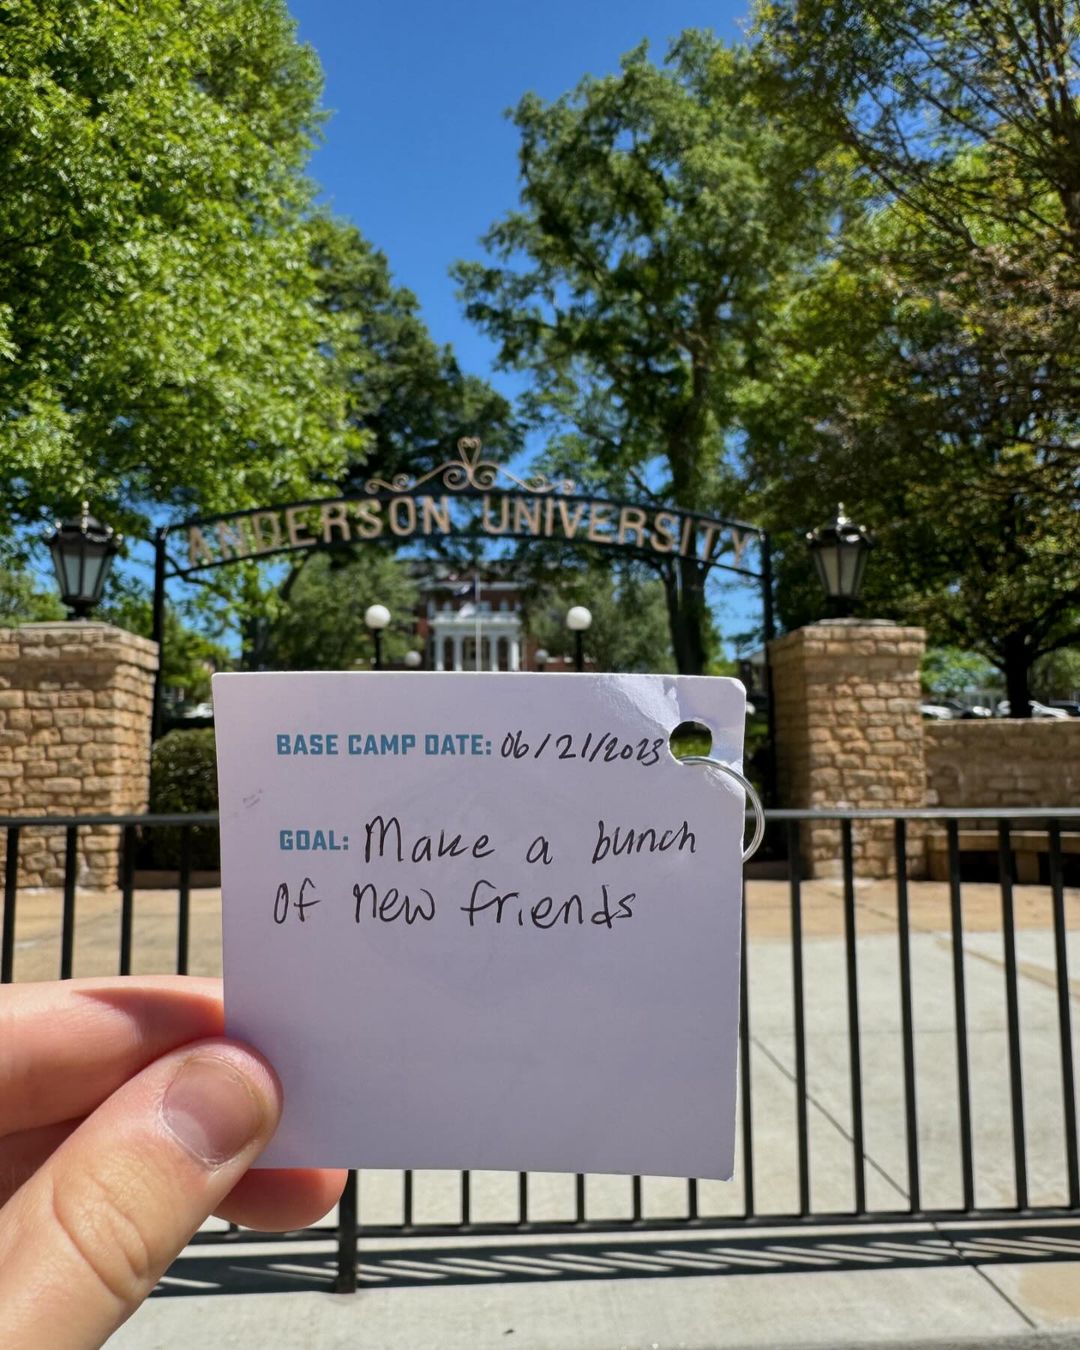 ANDERSON UNIVERSITY
BASE CAMP DATE: 06/21/2023
GOAL: Make a bunch
of new friends